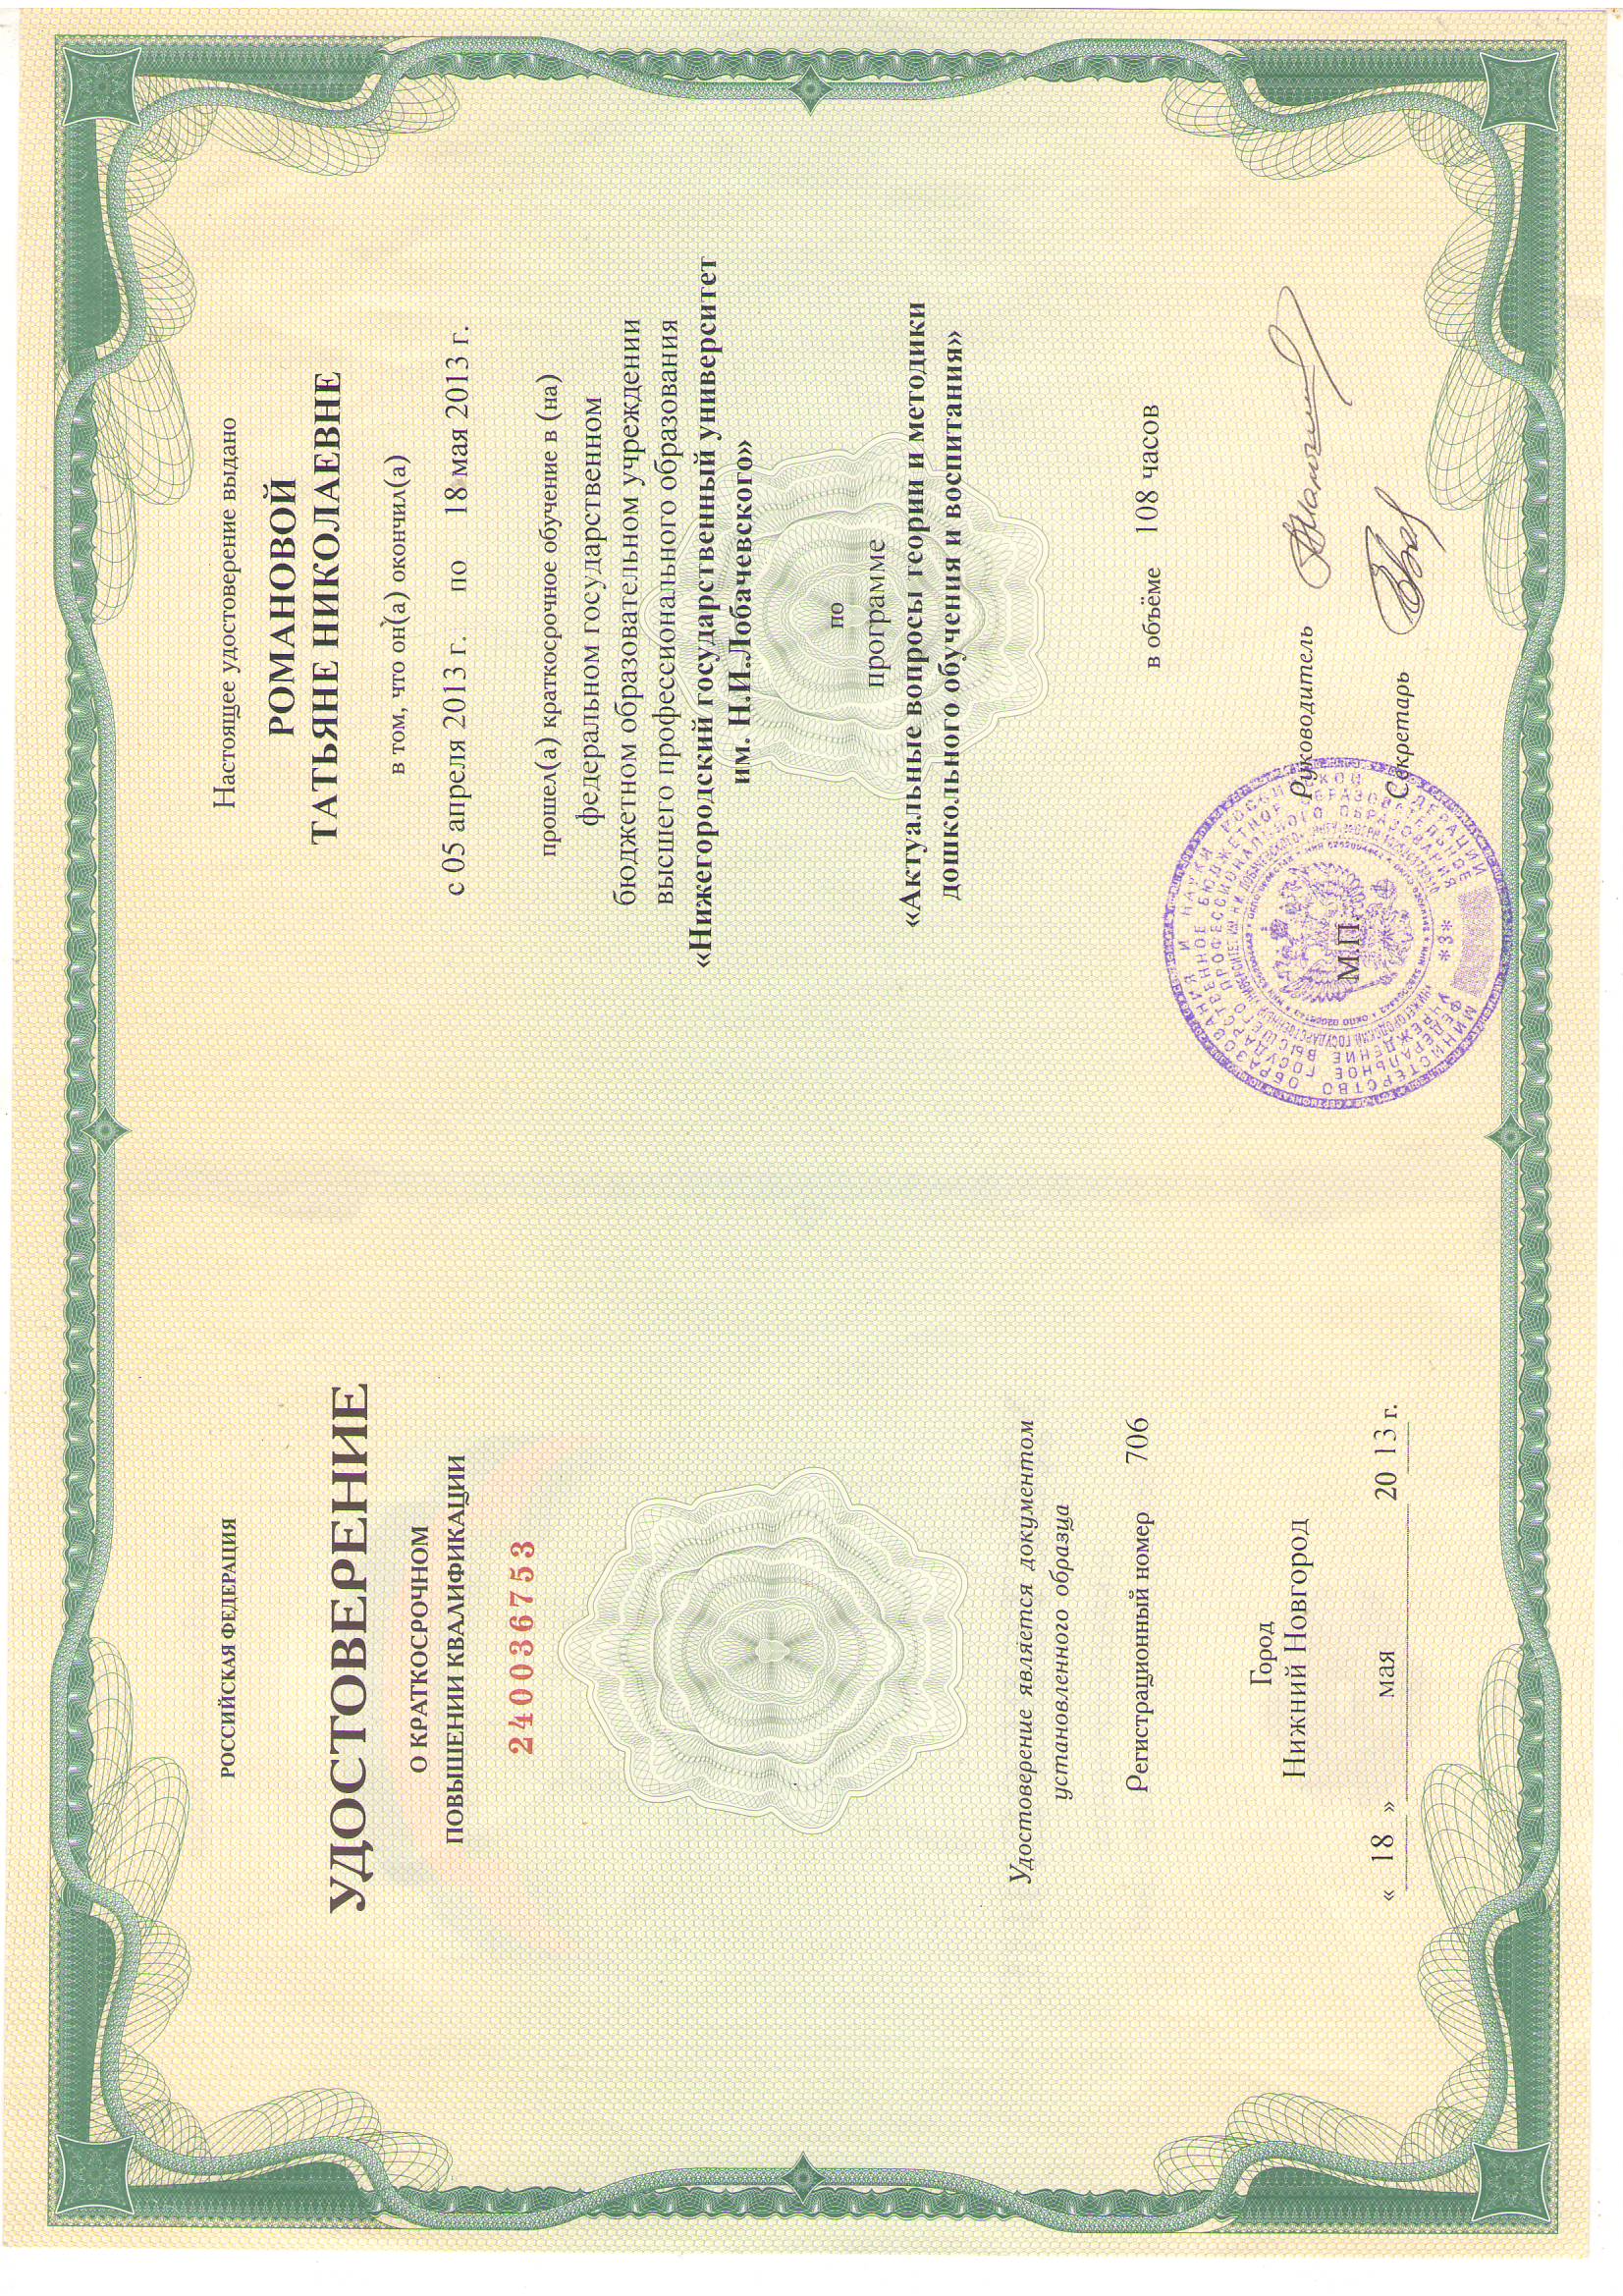 РОССИЙСКАЯ ФЕДЕРАЦИЯ
УДОСТОВЕРЕНИЕ
О КРАТКОСРОЧНОМ
ПОВЫШЕНИИ КВАЛИФИКАЦИИ
240036753
Удостоверение является документом
установленного образца
Регистрационный номер 706
Город
Нижний Новгород
« 18 » мая 20 13 г.
Настоящее удостоверение выдано
РОМАНОВОЙ
ТАТЬЯНЕ НИКОЛАЕВНЕ
в том, что он(а) окончил(а)
с 05 апреля 2013 г. по 18 мая 2013 г.
прошел(а) краткосрочное обучение в (на)
федеральном государственном
бюджетном образовательном учреждении
высшего профессионального образования
«Нижегородский государственный университет
им. Н.И.Лобачевского»
по
программе
«Актуальные вопросы теории и методики
дошкольного обучения и воспитания»
в объёме 108 часов
Руководитель
Секретарь
М.П.
МИНИСТЕРСТВО ОБРАЗОВАНИЯ И НАУКИ РОССИЙСКОЙ ФЕДЕРАЦИИ
ФЕДЕРАЛЬНОЕ ГОСУДАРСТВЕННОЕ БЮДЖЕТНОЕ ОБРАЗОВАТЕЛЬНОЕ
УЧРЕЖДЕНИЕ ВЫСШЕГО ПРОФЕССИОНАЛЬНОГО ОБРАЗОВАНИЯ
*3*